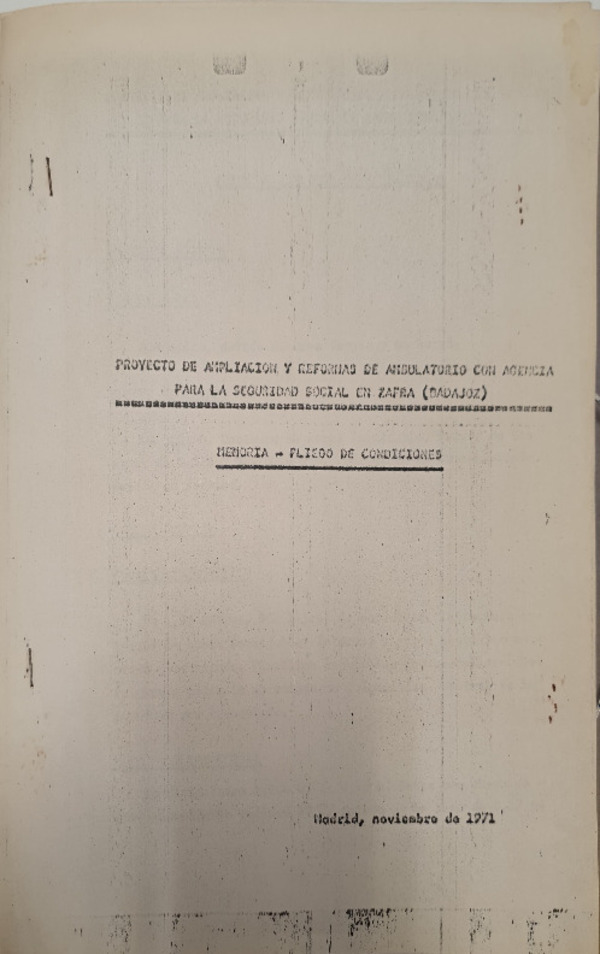 PROYECTO DE AMPLIACION Y REFORMAS DE AMBULATORIO CON AGENCIA
PARA LA SEGURIDAD SOCIAL EN ZAFRA (BADAJOZ)
MEMORIA - PLIEGO DE CONDICIONES
Madrid, noviembre de 1971